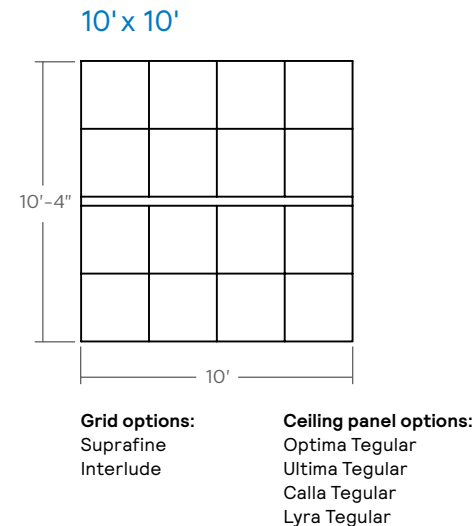 10' x 10'
10'-4"
10'
Grid options:
Suprafine
Interlude
Ceiling panel options:
Optima Tegular
Ultima Tegular
Calla Tegular
Lyra Tegular